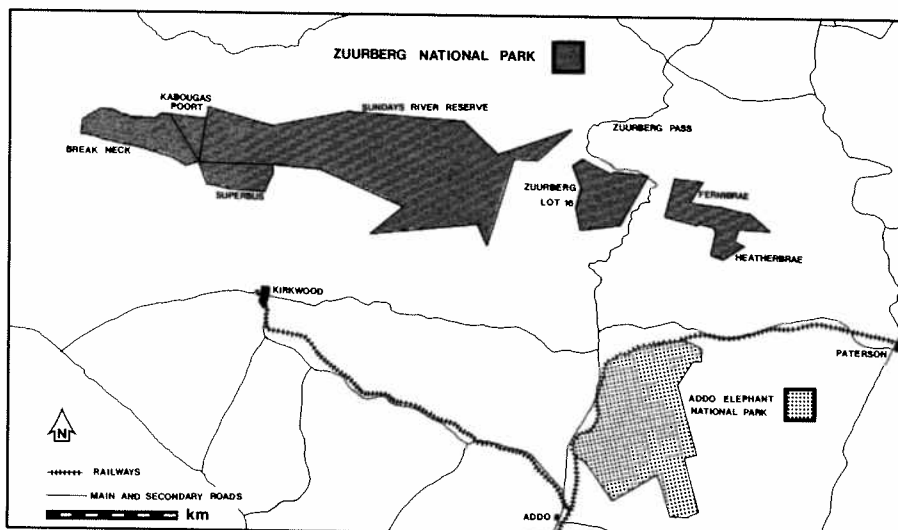 ZUURBERG NATIONAL PARK
KABOUGAS
POORT
SUNDAYS RIVER RESERVE
ZUURBERG PASS
BREAK NECK
SUPERBUS
ZUURBERG
LOT 16
FERNBRAE
HEATHERBRAE
KIRKWOOD
PATERSON
ADDO ELEPHANT
NATIONAL PARK
N
RAILWAYS
MAIN AND SECONDARY ROADS
km
ADDO